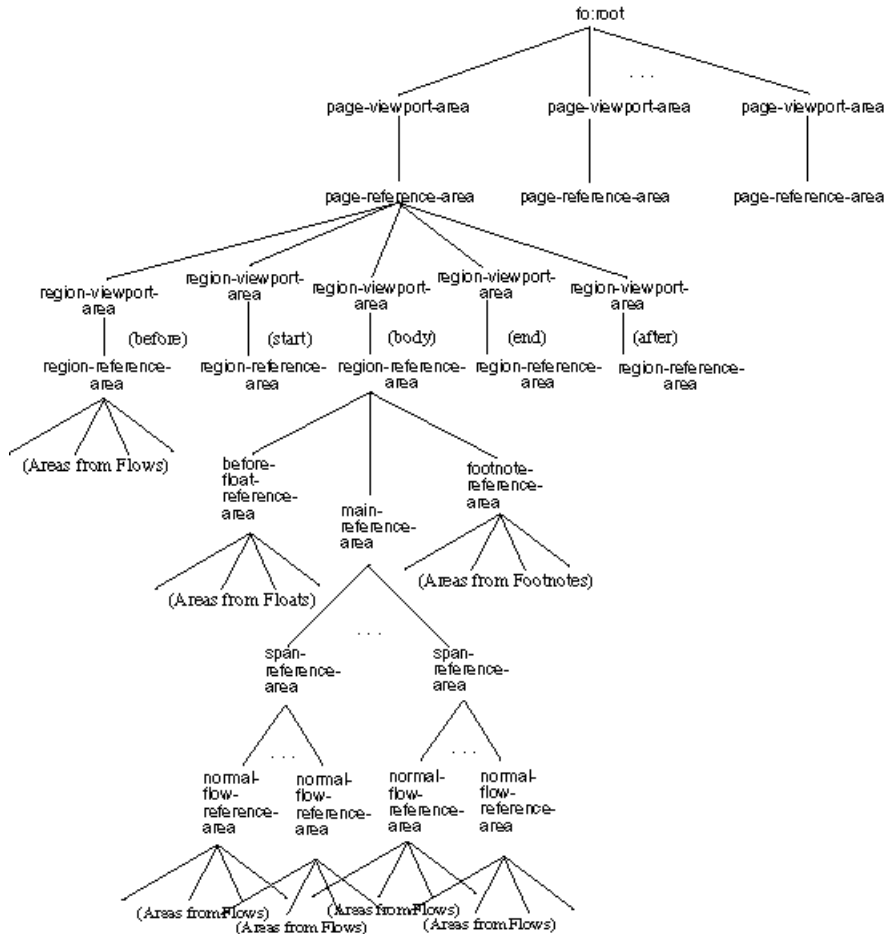 fo:root
. . .
page-viewport-area page-viewport-area page-viewport-area
page-reference-area page-reference-area page-reference-area
region-viewport-
area
region-viewport-
area
region-viewport-
area
region-viewport-
area
region-viewport-
area
(before) (start) (body) (end) (after)
region-reference-
area
region-reference-
area
region-reference-
area
region-reference-
area
region-reference-
area
(Areas from Flows)
before-
float-
reference-
area
main-
reference-
area
footnote-
reference-
area
(Areas from Floats)
(Areas from Footnotes)
. . .
span-
reference-
area
span-
reference-
area
. . .
. . .
normal-
flow-
reference-
area
normal-
flow-
reference-
area
normal-
flow-
reference-
area
normal-
flow-
reference-
area
(Areas from Flows)
(Areas from Flows)
(Areas from Flows)
(Areas from Flows)